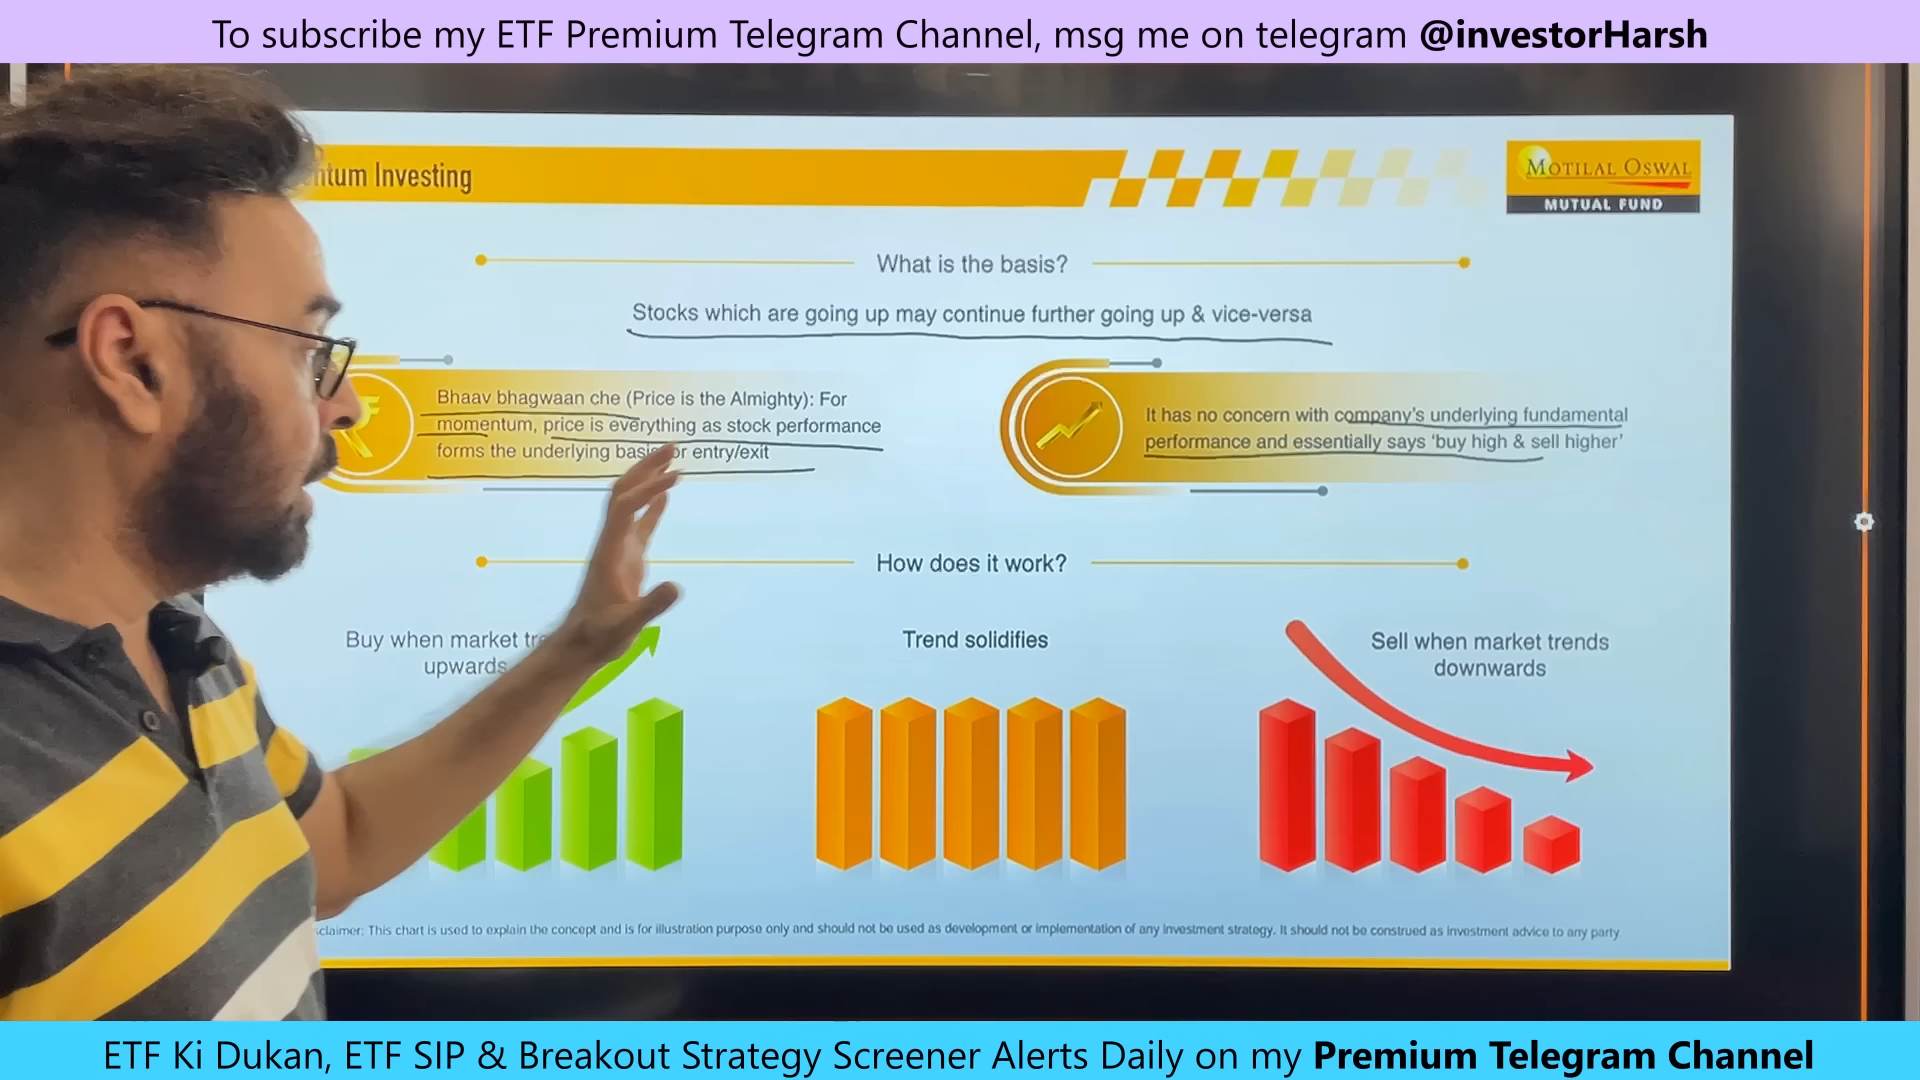 To subscribe my ETF Premium Telegram Channel, msg me on telegram @investorHarsh
Investing
MOTILAL OSWAL
MUTUAL FUND
What is the basis?
Stocks which are going up may continue further going up & vice-versa
Bhaav bhagwaan che (Price is the Almighty): For
momentum, price is everything as stock performance
forms the underlying entry/exit
It has no concern with company's underlying fundamental
performance and essentially says 'buy high & sell higher'
How does it work?
Buy when market
upwards
Trend solidifies
Sell when market trends
downwards
This chart is used to explain the concept and is for illustration purpose only and should not be used as development or implementation of any investment strategy. It should not be construed as investment advice to any party.
ETF Ki Dukan, ETF SIP & Breakout Strategy Screener Alerts Daily on my Premium Telegram Channel